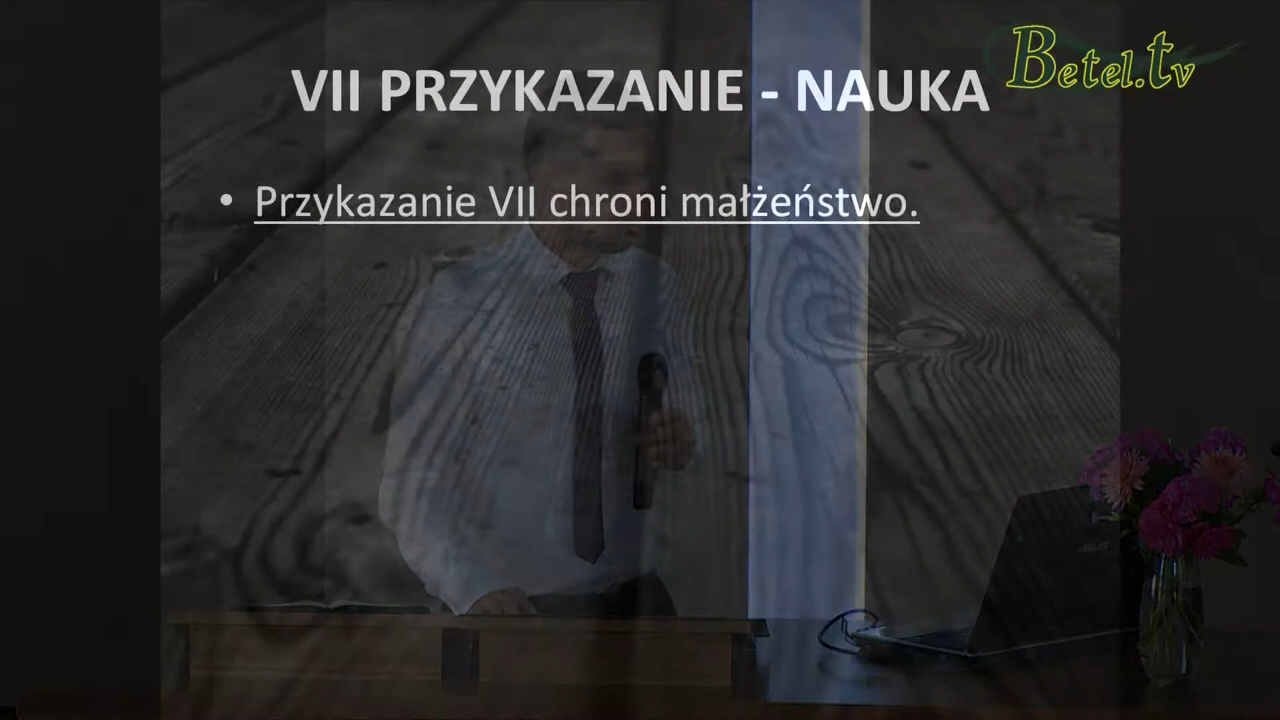 VII PRZYKAZANIE - NAUKA
Betel.tv
• Przykazanie VII chroni małżeństwo.